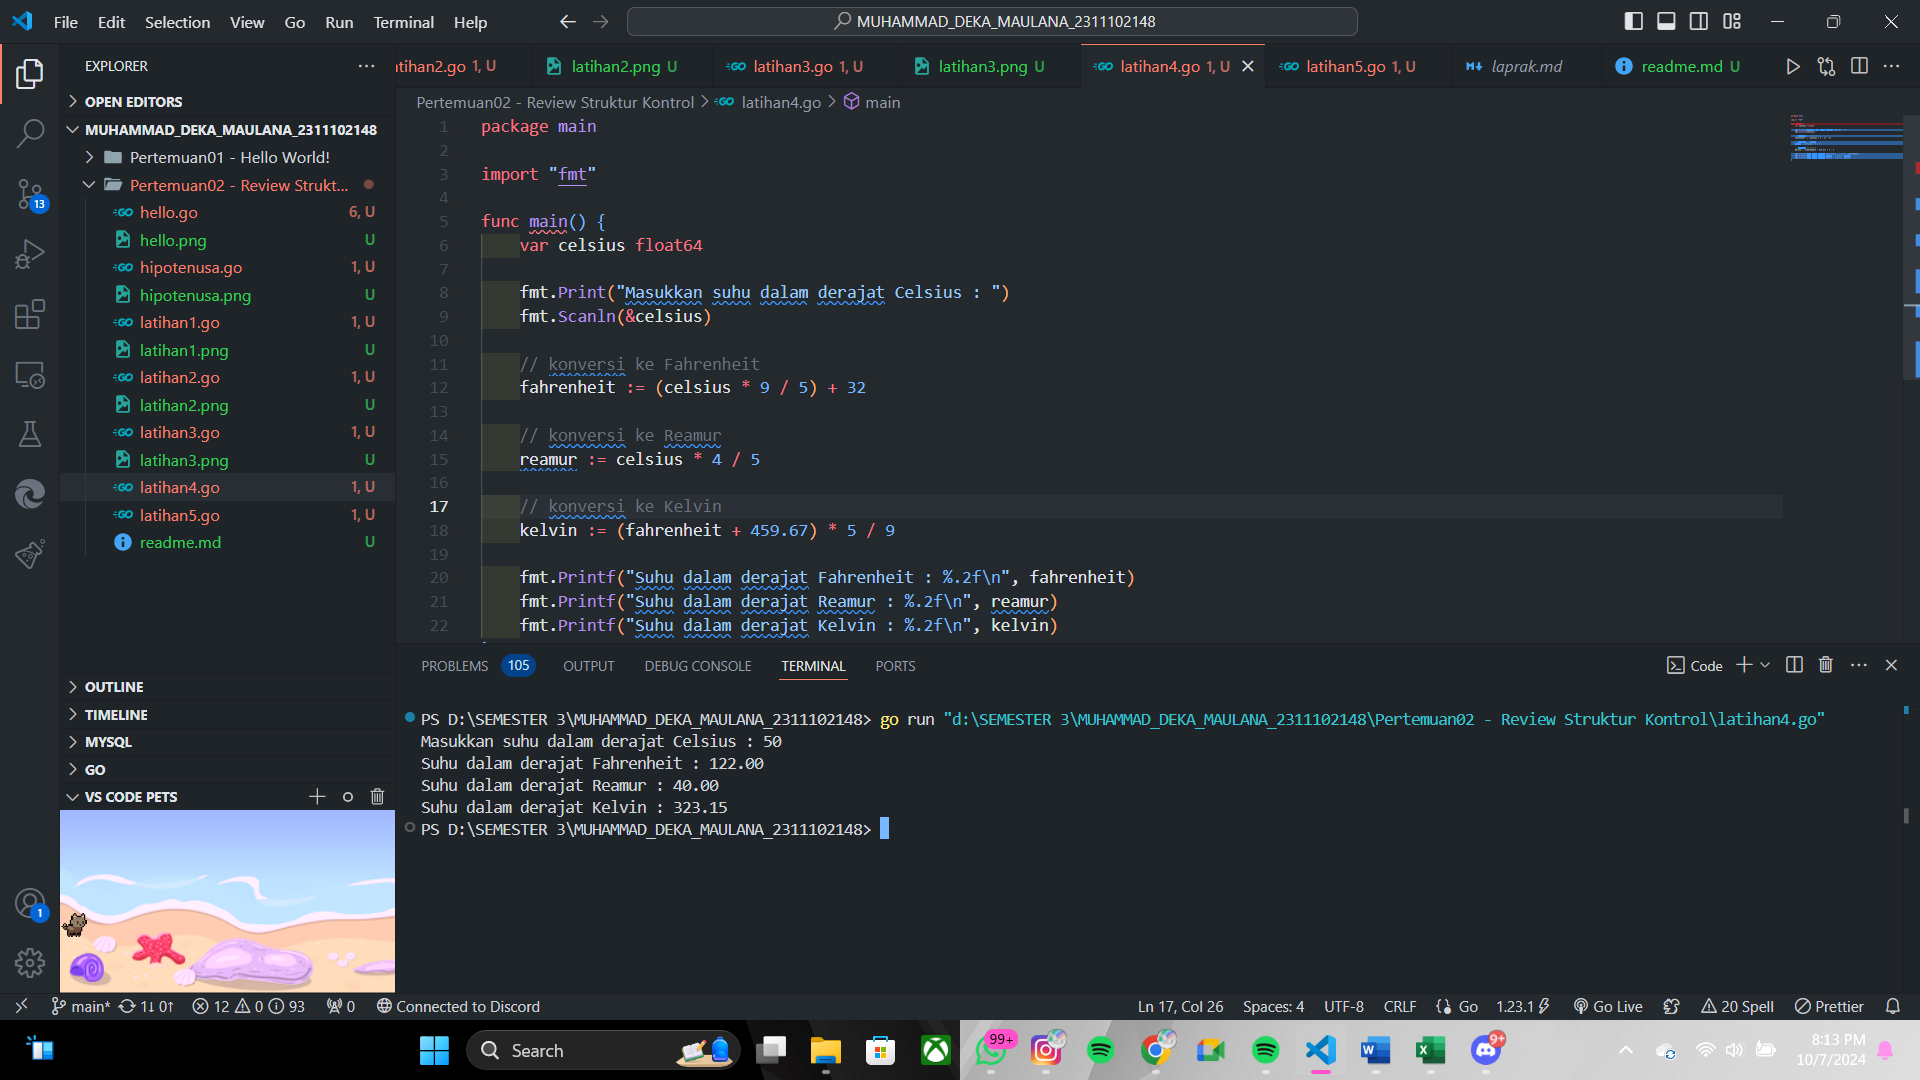 File Edit Selection View Go Run Terminal Help
MUHAMMAD_DEKA_MAULANA_2311102148
EXPLORER
OPEN EDITORS
MUHAMMAD_DEKA_MAULANA_2311102148
Pertemuan01 - Hello World!
Pertemuan02 - Review Strukt...
hello.go 6, U
hello.png U
hipotenusa.go 1, U
hipotenusa.png U
latihan1.go 1, U
latihan1.png U
latihan2.go 1, U
latihan2.png U
latihan3.go 1, U
latihan3.png U
latihan4.go 1, U
latihan5.go 1, U
readme.md U
OUTLINE
TIMELINE
MYSQL
GO
VS CODE PETS
13
1
atihan2.go 1, U latihan2.png U latihan3.go 1, U latihan3.png U latihan4.go 1, U latihan5.go 1, U laprak.md readme.md U
Pertemuan02 - Review Struktur Kontrol > latihan4.go > main
1 package main
2
3 import "fmt"
4
5 func main() {
6 var celsius float64
7
8 fmt.Print("Masukkan suhu dalam derajat Celsius : ")
9 fmt.Scanln(&celsius)
10
11 // konversi ke Fahrenheit
12 fahrenheit := (celsius * 9 / 5) + 32
13
14 // konversi ke Reamur
15 reamur := celsius * 4 / 5
16
17 // konversi ke Kelvin
18 kelvin := (fahrenheit + 459.67) * 5 / 9
19
20 fmt.Printf("Suhu dalam derajat Fahrenheit : %.2f\n", fahrenheit)
21 fmt.Printf("Suhu dalam derajat Reamur : %.2f\n", reamur)
22 fmt.Printf("Suhu dalam derajat Kelvin : %.2f\n", kelvin)
PROBLEMS 105 OUTPUT DEBUG CONSOLE TERMINAL PORTS
Code
PS D:\SEMESTER 3\MUHAMMAD_DEKA_MAULANA_2311102148> go run "d:\SEMESTER 3\MUHAMMAD_DEKA_MAULANA_2311102148\Pertemuan02 - Review Struktur Kontrol\latihan4.go"
Masukkan suhu dalam derajat Celsius : 50
Suhu dalam derajat Fahrenheit : 122.00
Suhu dalam derajat Reamur : 40.00
Suhu dalam derajat Kelvin : 323.15
PS D:\SEMESTER 3\MUHAMMAD_DEKA_MAULANA_2311102148>
main* 1↓ 0↑ 12 0 93 0 Connected to Discord Ln 17, Col 26 Spaces: 4 UTF-8 CRLF Go 1.23.1 Go Live 20 Spell Prettier
Search
99+
9+
8:13 PM
10/7/2024